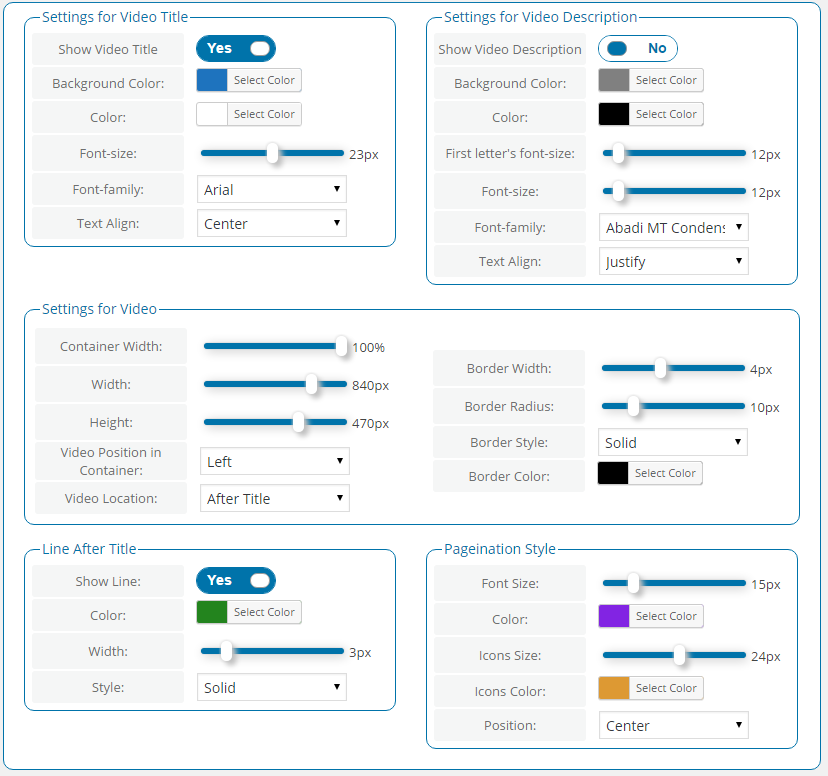 Settings for Video Title
Show Video Title Yes
Background Color: Select Color
Color: Select Color
Font-size: 23px
Font-family: Arial
Text Align: Center
Settings for Video Description
Show Video Description No
Background Color: Select Color
Color: Select Color
First letter's font-size: 12px
Font-size: 12px
Font-family: Abadi MT Condens
Text Align: Justify
Settings for Video
Container Width: 100%
Width: 840px
Height: 470px
Video Position in
Container: Left
Video Location: After Title
Border Width: 4px
Border Radius: 10px
Border Style: Solid
Border Color: Select Color
Line After Title
Show Line: Yes
Color: Select Color
Width: 3px
Style: Solid
Pageination Style
Font Size: 15px
Color: Select Color
Icons Size: 24px
Icons Color: Select Color
Position: Center